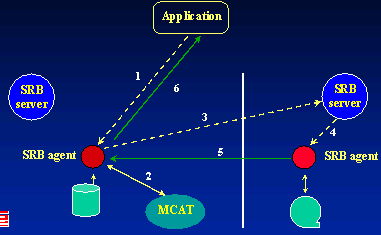 Application
1
6
SRB
server
3
SRB
server
4
SRB agent
5
SRB agent
2
MCAT